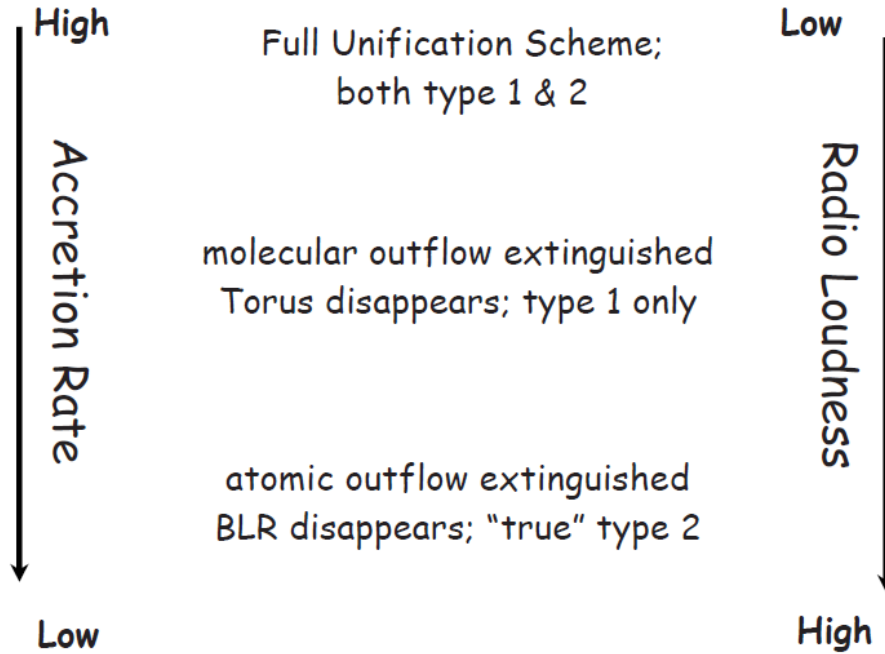 High
Low
Full Unification Scheme;
both type 1 & 2
Accretion Rate
Radio Loudness
molecular outflow extinguished
Torus disappears; type 1 only
atomic outflow extinguished
BLR disappears; “true” type 2
Low
High